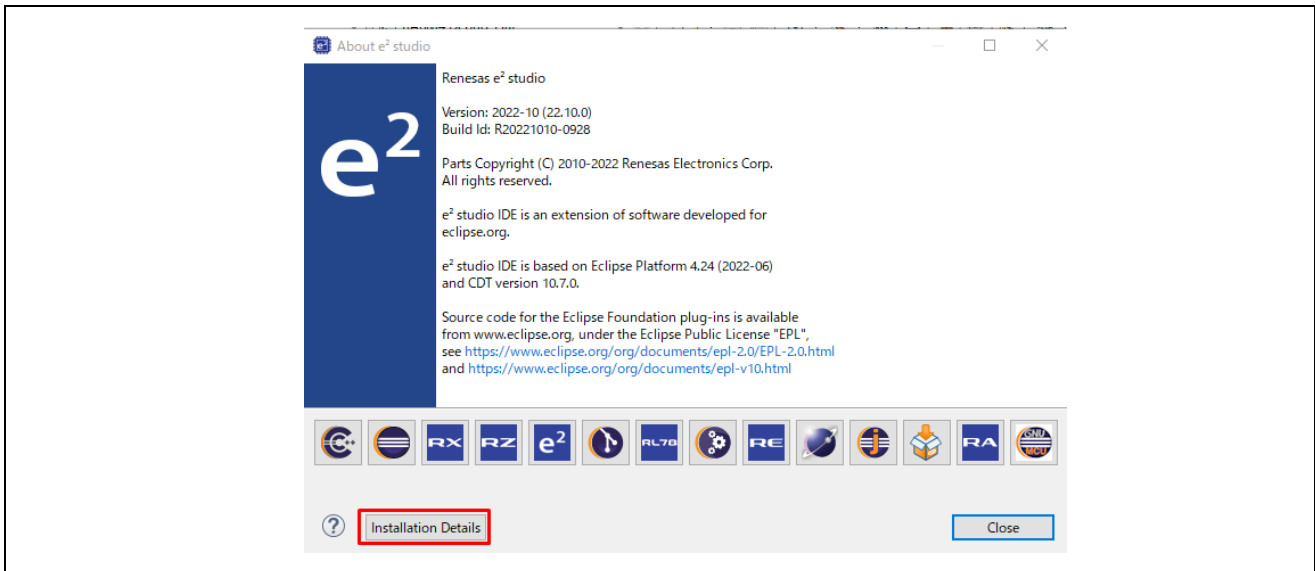 About e² studio
Renesas e² studio
Version: 2022-10 (22.10.0)
Build Id: R20221010-0928
Parts Copyright (C) 2010-2022 Renesas Electronics Corp.
All rights reserved.
e² studio IDE is an extension of software developed for
eclipse.org.
e² studio IDE is based on Eclipse Platform 4.24 (2022-06)
and CDT version 10.7.0.
Source code for the Eclipse Foundation plug-ins is available
from www.eclipse.org, under the Eclipse Public License "EPL",
see https://www.eclipse.org/org/documents/epl-2.0/EPL-2.0.html
and https://www.eclipse.org/org/documents/epl-v10.html
e²
RX RZ e² RL78 RE j RA GNU MCU
? Installation Details Close